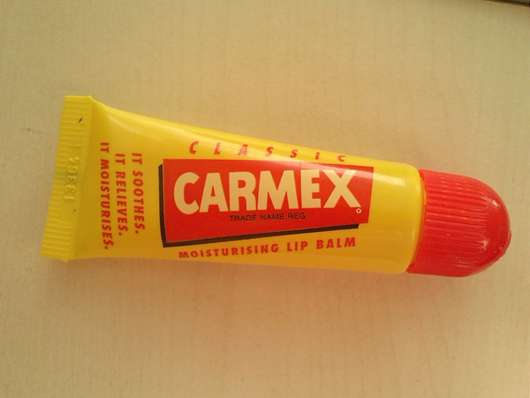 CLASSIC
CARMEX
TRADE NAME REG.
MOISTURISING LIP BALM
IT SOOTHES.
IT RELIEVES.
IT MOISTURISES.